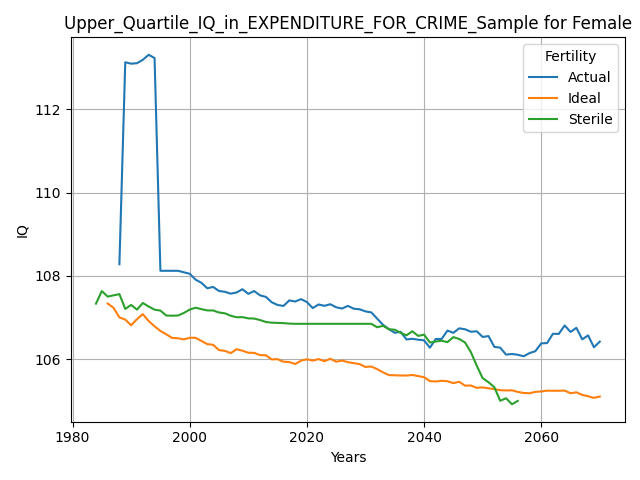 Upper_Quartile_IQ_in_EXPENDITURE_FOR_CRIME_Sample for Female
Fertility
Actual
Ideal
Sterile
IQ
112
110
108
106
1980
2000
2020
2040
2060
Years